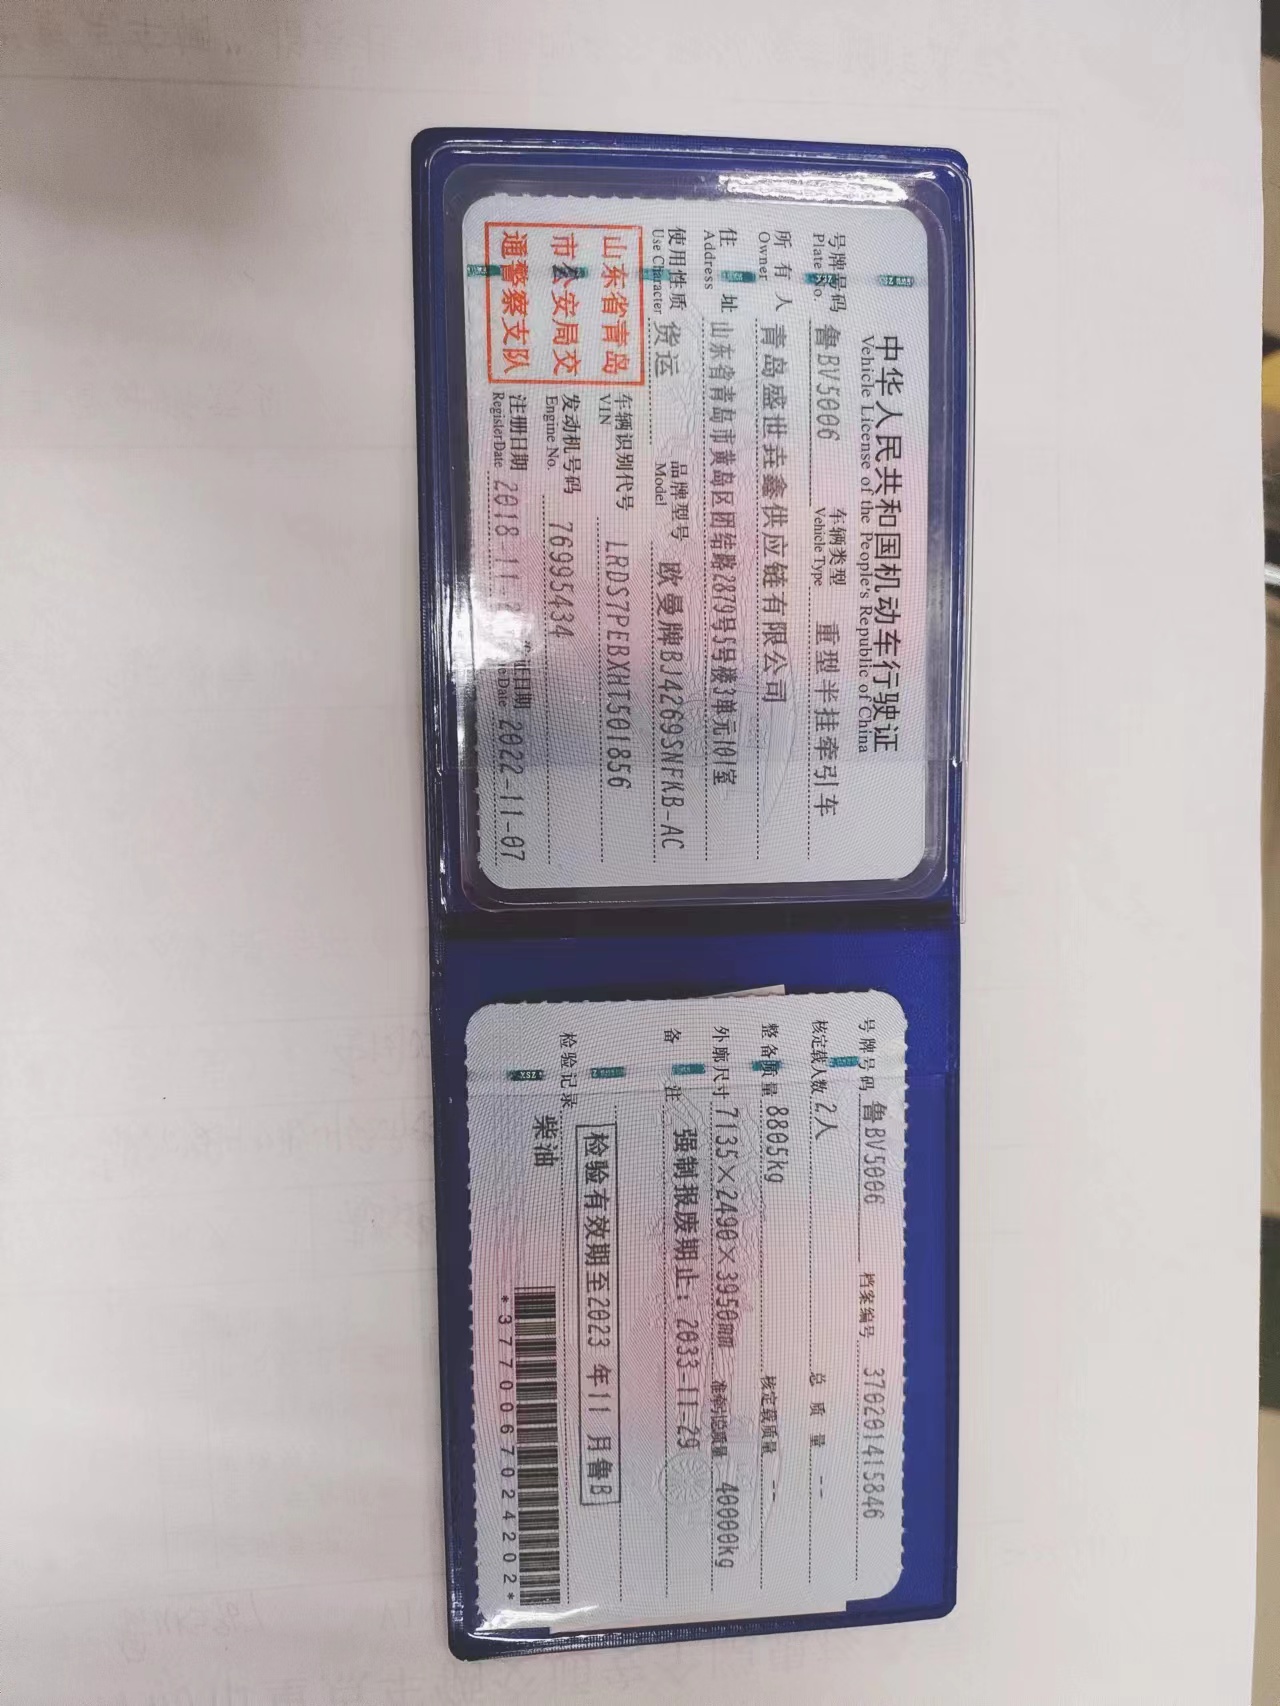 中华人民共和国机动车行驶证
Vehicle License of the People's Republic of China
号牌号码 鲁BV5006 车辆类型 重型半挂牵引车
Plate No. Vehicle Type
所有人 青岛盛世垚鑫供应链有限公司
Owner
住址 山东省青岛市黄岛区团结路2879号5号楼3单元101室
Address
使用性质 货运 品牌型号 欧曼牌BJ4269SNFKB-AC
Use Character Model
山东省青岛
市公安局交
通警察支队
车辆识别代号 LRDS7PEBXHT501856
VIN
发动机号码 76995434
Engine No.
注册日期 2018-11- 证日期 2022-11-07
Register Date Date
号牌号码 鲁BV5006 档案编号 370201415846
核定载人数 2人 总质量 --
整备质量 8805kg 核定载质量 --
外廓尺寸 7135×2490×3950mm 准牵引总质量 40000kg
备注 强制报废期止：2033-11-29
检验有效期至2023年11月鲁B
检验记录
柴油
*3770067024202*